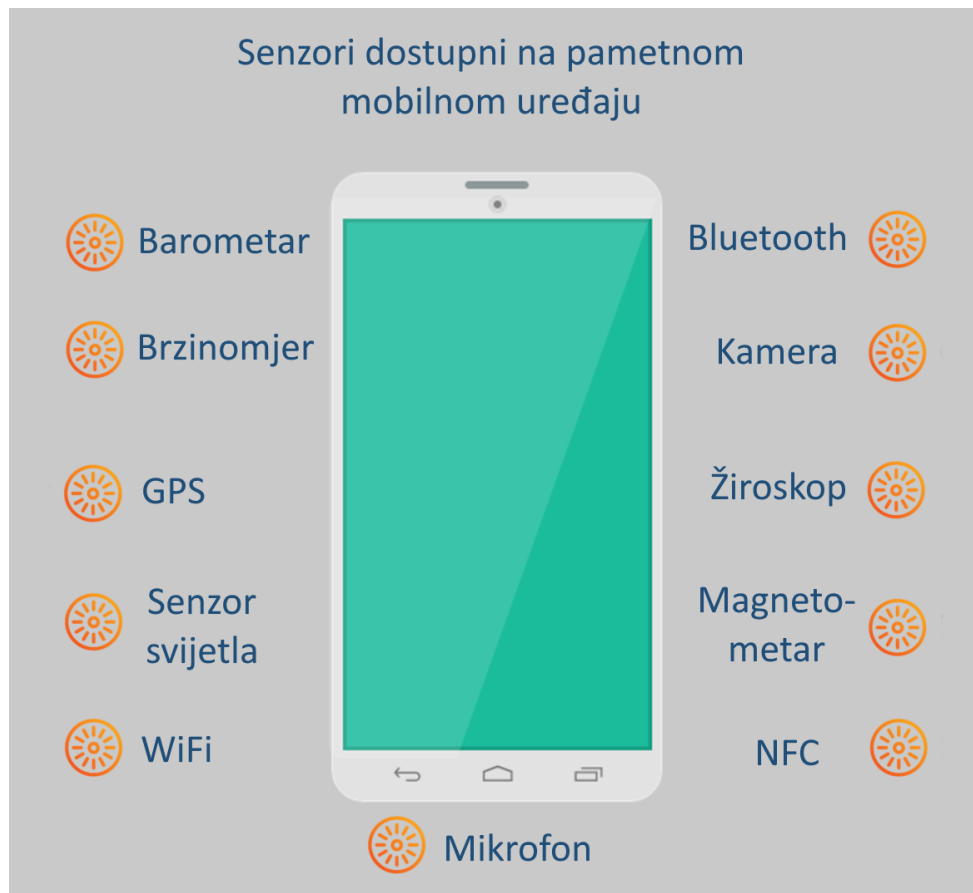 Senzori dostupni na pametnom
mobilnom uređaju
Barometar
Brzinomjer
GPS
Senzor
svijetla
WiFi
Bluetooth
Kamera
Žiroskop
Magneto-
metar
NFC
Mikrofon